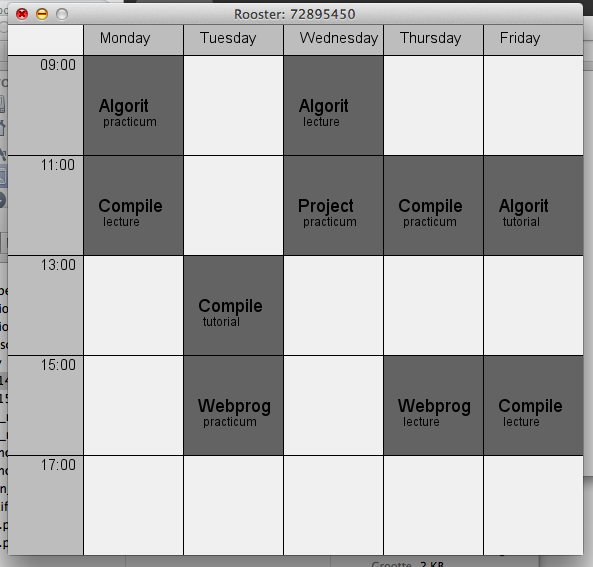 Rooster: 72895450
Monday Tuesday Wednesday Thursday Friday
09:00
Algorit Algorit
practicum lecture
11:00
Compile Project Compile Algorit
lecture practicum practicum tutorial
13:00
Compile
tutorial
15:00
Webprog Webprog Compile
practicum lecture lecture
17:00
Grootte 2 KB